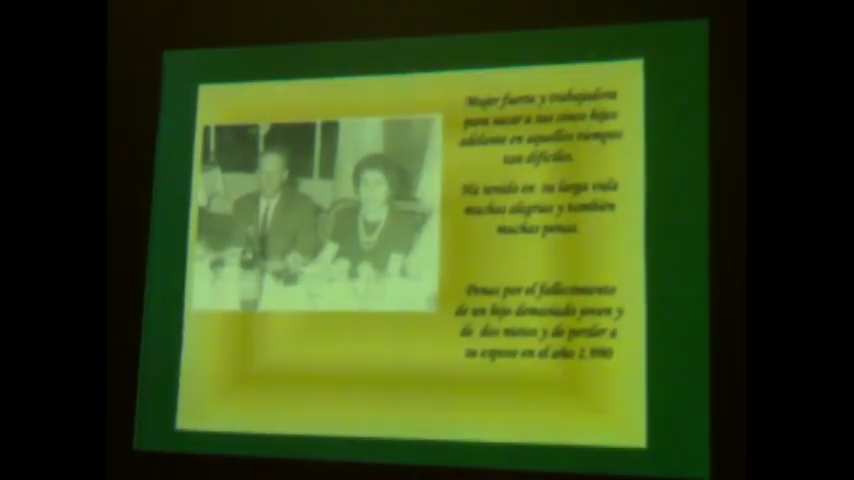 Mujer fuerte y trabajadora
para sacar a sus cinco hijos
adelante en aquellos tiempos
tan difíciles.
Ha tenido en su larga vida
muchas alegrias y también
muchas penas.
Penas por el fallecimiento
de un hijo demasiado joven y
de dos nietos y de perder a
su esposo en el año 1.990